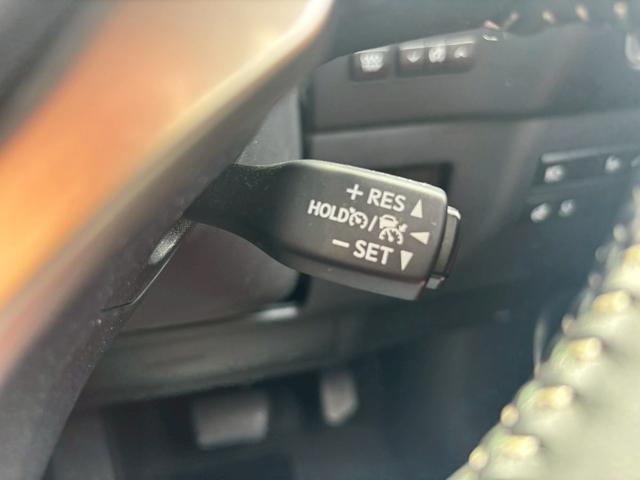 + RES
HOLD /
- SET